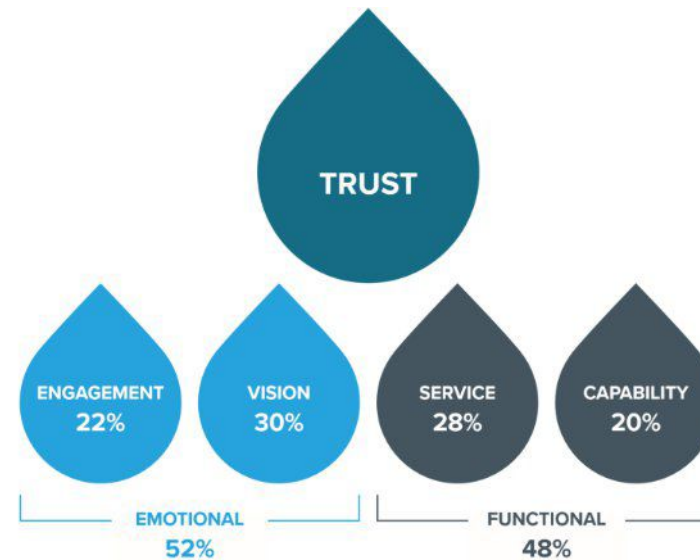 TRUST
ENGAGEMENT
22%
VISION
30%
SERVICE
28%
CAPABILITY
20%
EMOTIONAL
52%
FUNCTIONAL
48%